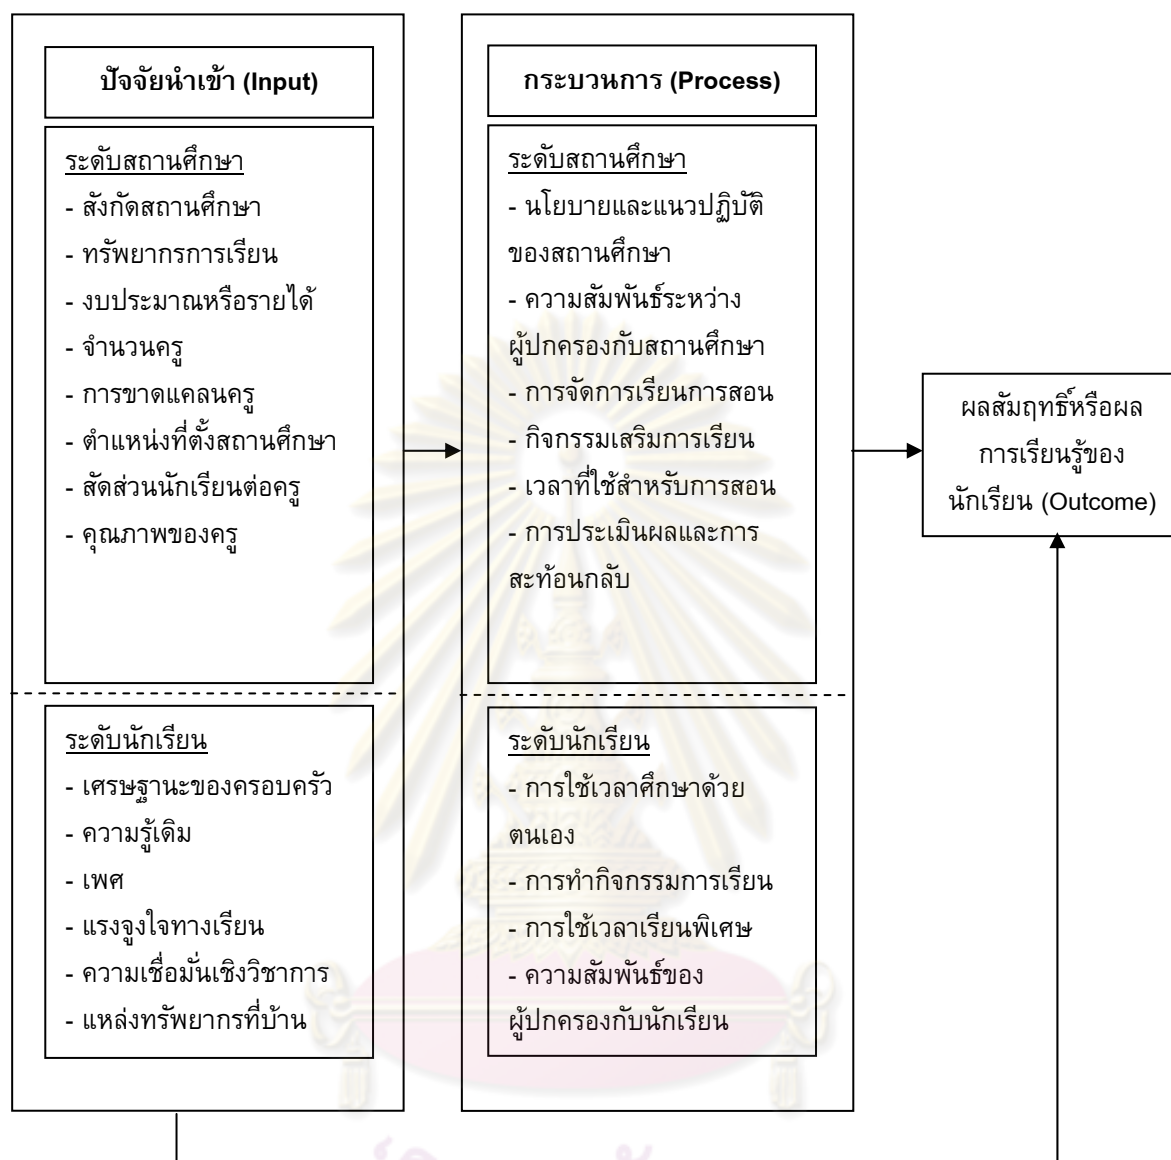 ปัจจัยนำเข้า (Input)
ระดับสถานศึกษา
- สังกัดสถานศึกษา
- ทรัพยากรการเรียน
- งบประมาณหรือรายได้
- จำนวนครู
- การขาดแคลนครู
- ตำแหน่งที่ตั้งสถานศึกษา
- สัดส่วนนักเรียนต่อครู
- คุณภาพของครู
ระดับนักเรียน
- เศรษฐานะของครอบครัว
- ความรู้เดิม
- เพศ
- แรงจูงใจทางเรียน
- ความเชื่อมั่นเชิงวิชาการ
- แหล่งทรัพยากรที่บ้าน
กระบวนการ (Process)
ระดับสถานศึกษา
- นโยบายและแนวปฏิบัติ
ของสถานศึกษา
- ความสัมพันธ์ระหว่าง
ผู้ปกครองกับสถานศึกษา
- การจัดการเรียนการสอน
- กิจกรรมเสริมการเรียน
- เวลาที่ใช้สำหรับการสอน
- การประเมินผลและการ
สะท้อนกลับ
ระดับนักเรียน
- การใช้เวลาศึกษาด้วย
ตนเอง
- การทำกิจกรรมการเรียน
- การใช้เวลาเรียนพิเศษ
- ความสัมพันธ์ของ
ผู้ปกครองกับนักเรียน
ผลสัมฤทธิ์หรือผล
การเรียนรู้ของ
นักเรียน (Outcome)